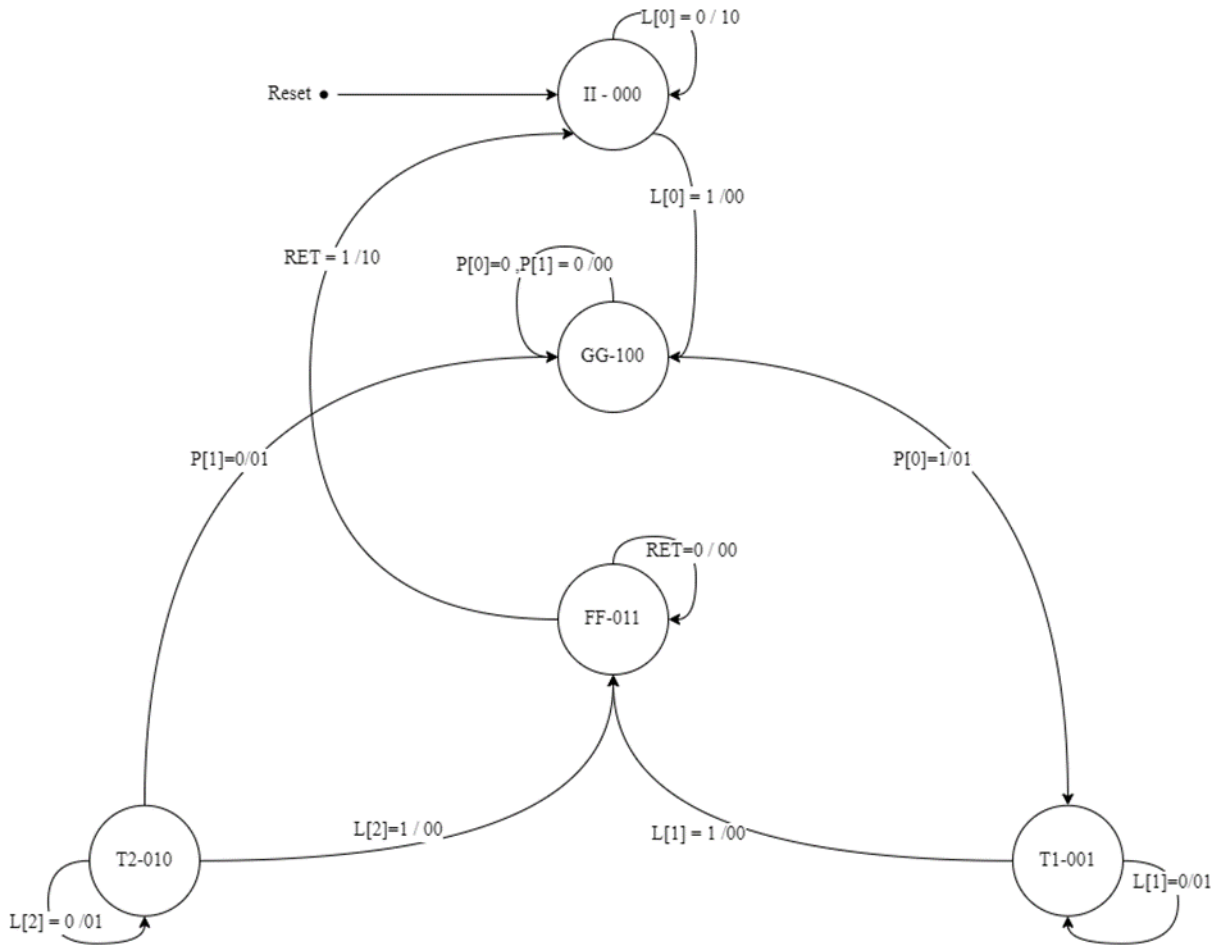 L[0] = 0 / 10
Reset
II - 000
L[0] = 1 /00
RET = 1 /10
P[0]=0 ,P[1] = 0 /00
GG-100
P[1]=0/01
P[0]=1/01
RET=0 / 00
FF-011
L[2]=1 / 00
L[1] = 1 /00
T2-010
T1-001
L[1]=0/01
L[2] = 0 /01